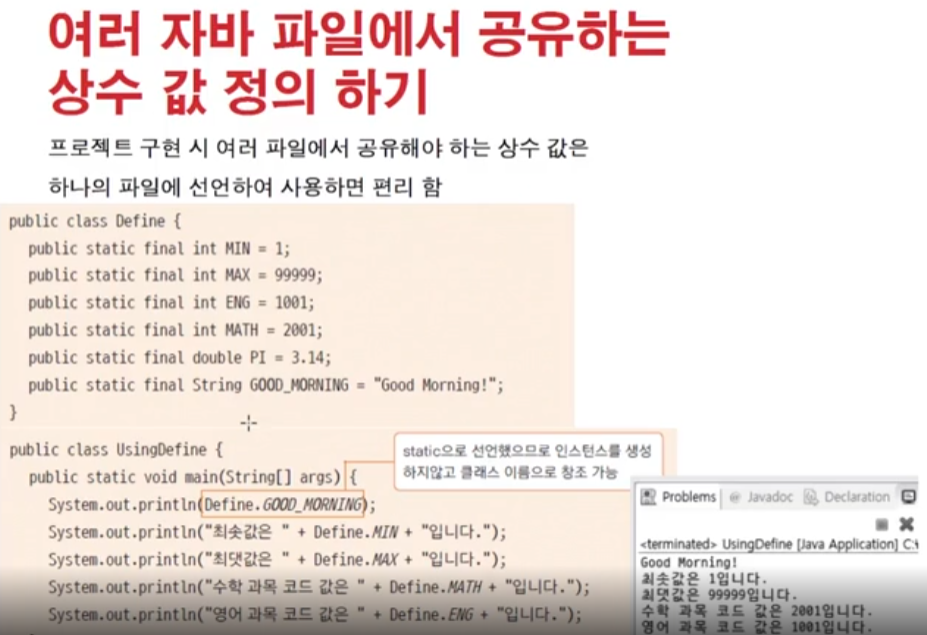 여러 자바 파일에서 공유하는
상수 값 정의 하기
프로젝트 구현 시 여러 파일에서 공유해야 하는 상수 값은
하나의 파일에 선언하여 사용하면 편리 함
public class Define {
public static final int MIN = 1;
public static final int MAX = 99999;
public static final int ENG = 1001;
public static final int MATH = 2001;
public static final double PI = 3.14;
public static final String GOOD_MORNING = "Good Morning!";
}
public class UsingDefine {
public static void main(String[] args) {
System.out.println(Define.GOOD_MORNING);
System.out.println("최솟값은 " + Define.MIN + "입니다.");
System.out.println("최댓값은 " + Define.MAX + "입니다.");
System.out.println("수학 과목 코드 값은 " + Define.MATH + "입니다.");
System.out.println("영어 과목 코드 값은 " + Define.ENG + "입니다.");
static으로 선언했으므로 인스턴스를 생성
하지않고 클래스 이름으로 창조 가능
Problems @ Javadoc Declaration
<terminated> UsingDefine [Java Application] C:\
Good Morning!
최솟값은 1입니다.
최댓값은 99999입니다.
수학 과목 코드 값은 2001입니다.
영어 과목 코드 값은 1001입니다.